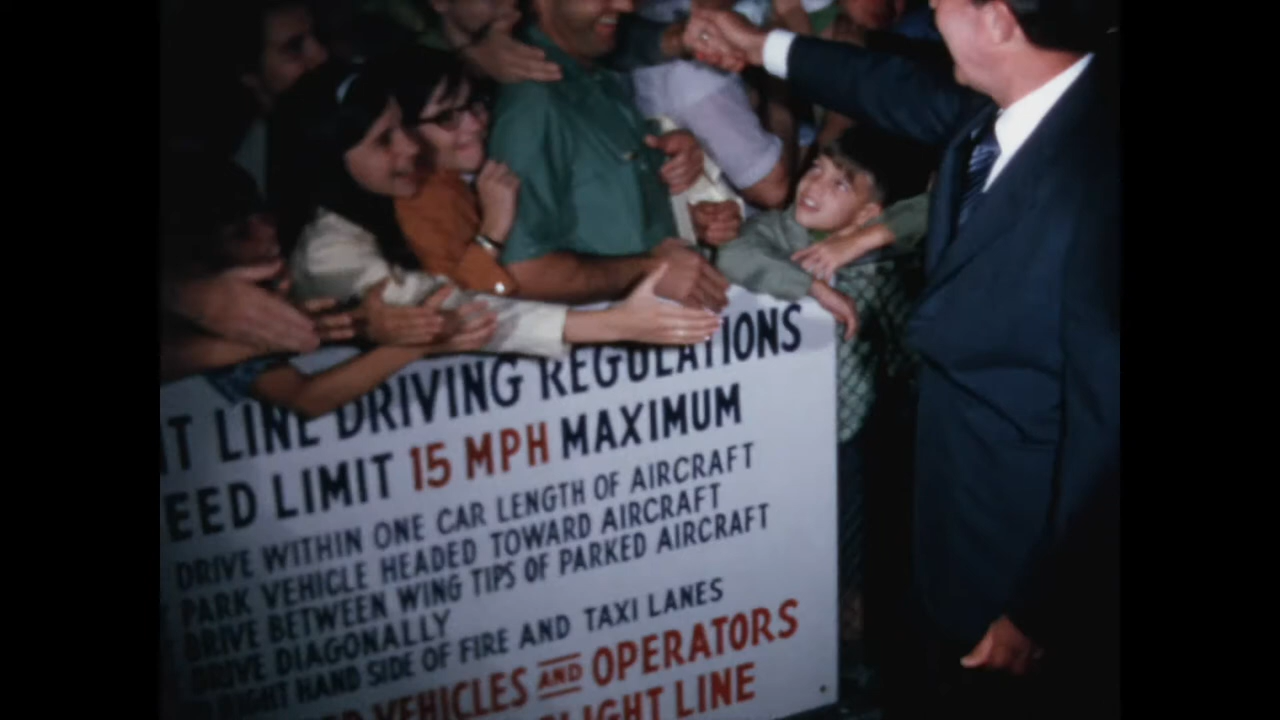 T LINE DRIVING REGULATIONS
EED LIMIT 15 MPH MAXIMUM
DRIVE WITHIN ONE CAR LENGTH OF AIRCRAFT
PARK VEHICLE HEADED TOWARD AIRCRAFT
DRIVE BETWEEN WING TIPS OF PARKED AIRCRAFT
DRIVE DIAGONALLY
RIGHT HAND SIDE OF FIRE AND TAXI LANES
VEHICLES AND OPERATORS
FLIGHT LINE